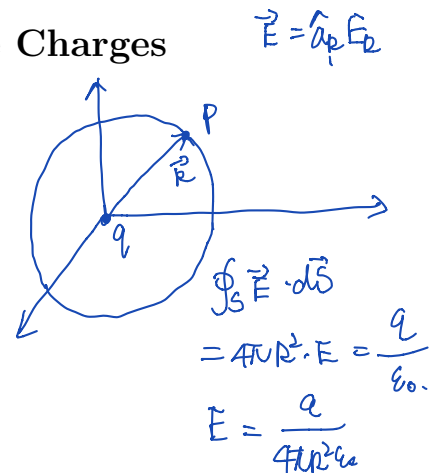 Charges
E⃗ = âR ER
P
R⃗
q
∮S E⃗ · dS⃗
= 4πR² · E = q/ε₀.
E = q/4πR²ε₀